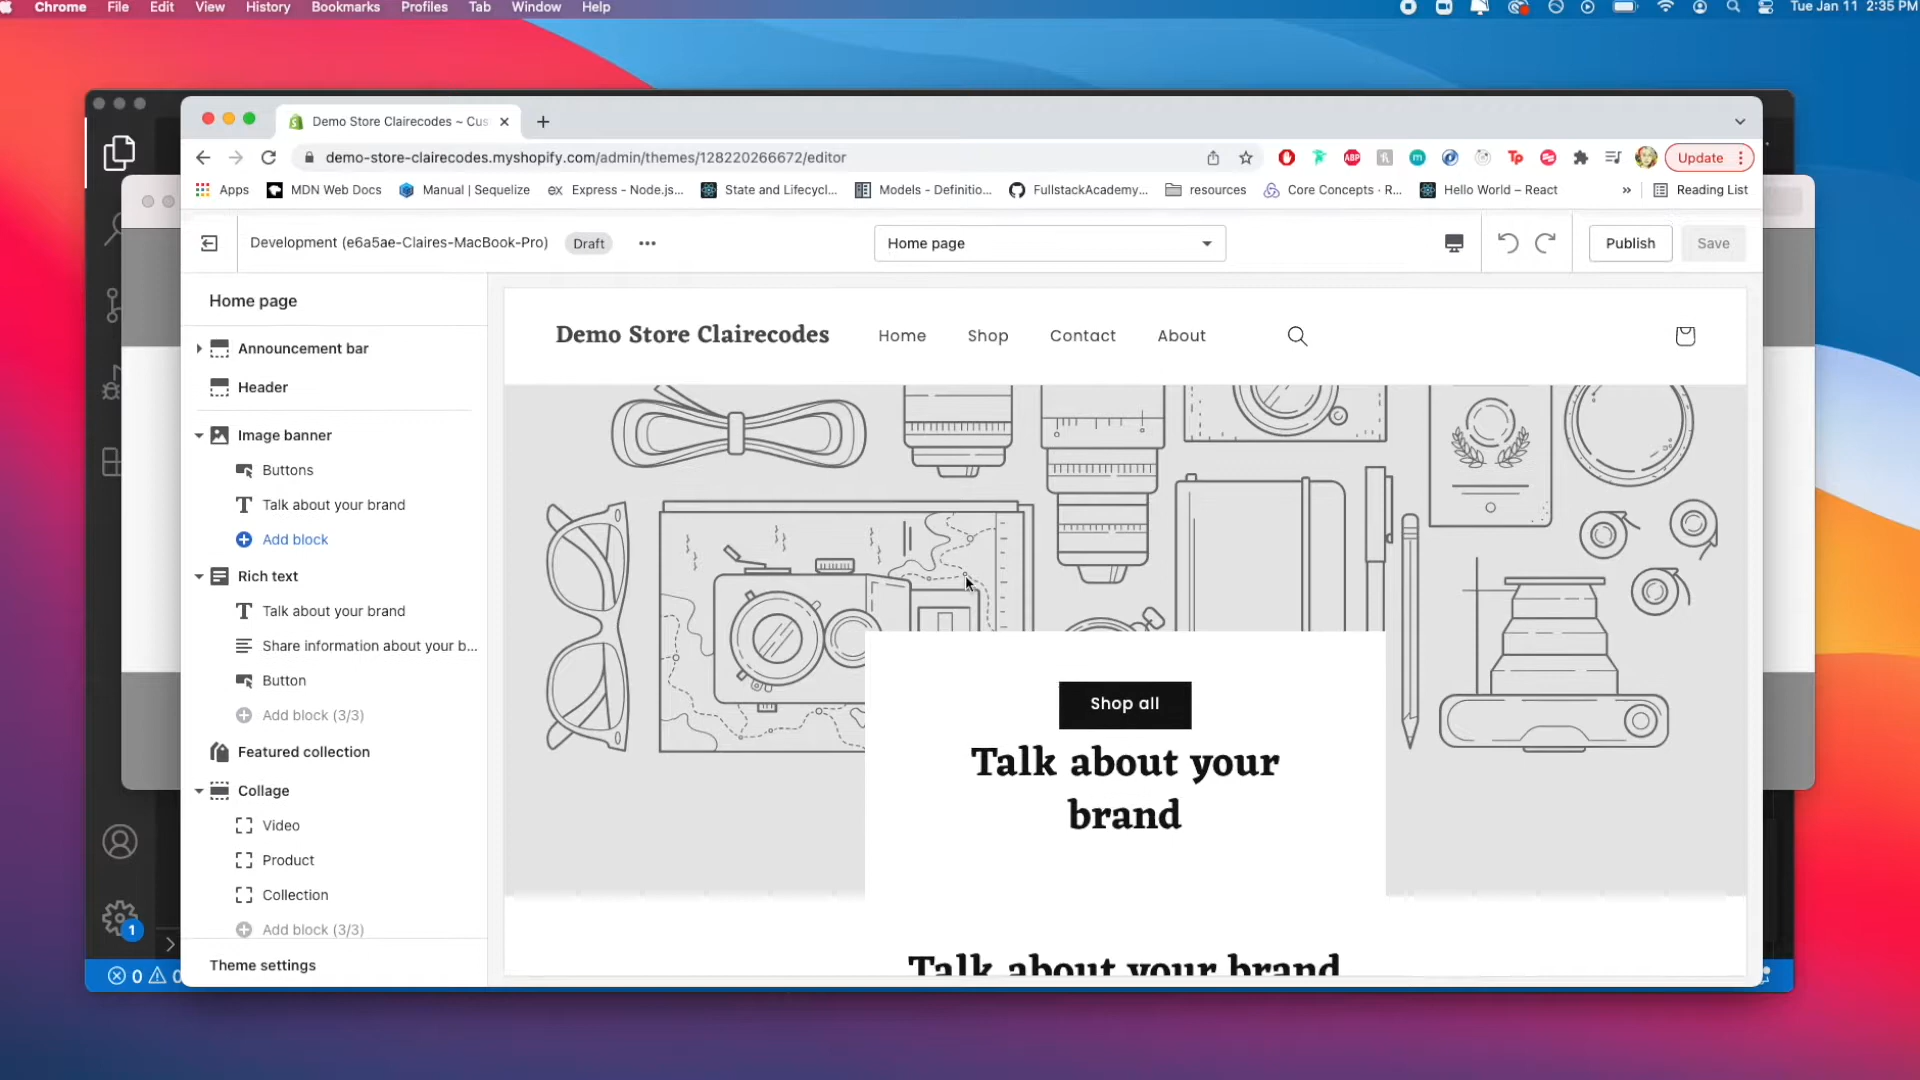 Chrome File Edit View History Bookmarks Profiles Tab Window Help Tue Jan 11 2:35 PM
Demo Store Clairecodes ~ Cus
demo-store-clairecodes.myshopify.com/admin/themes/128220266672/editor
ABP
Tp
Update
Apps MDN Web Docs Manual | Sequelize ex Express - Node.js... State and Lifecycl... Models - Definitio... FullstackAcademy... resources Core Concepts · R... Hello World – React » Reading List
Development (e6a5ae-Claires-MacBook-Pro) Draft Home page Publish Save
Home page
Announcement bar
Header
Image banner
Buttons
Talk about your brand
Add block
Rich text
Talk about your brand
Share information about your b...
Button
Add block (3/3)
Featured collection
Collage
Video
Product
Collection
Add block (3/3)
Theme settings
Demo Store Clairecodes Home Shop Contact About
Shop all
Talk about your
brand
Talk about your brand
1
0 0